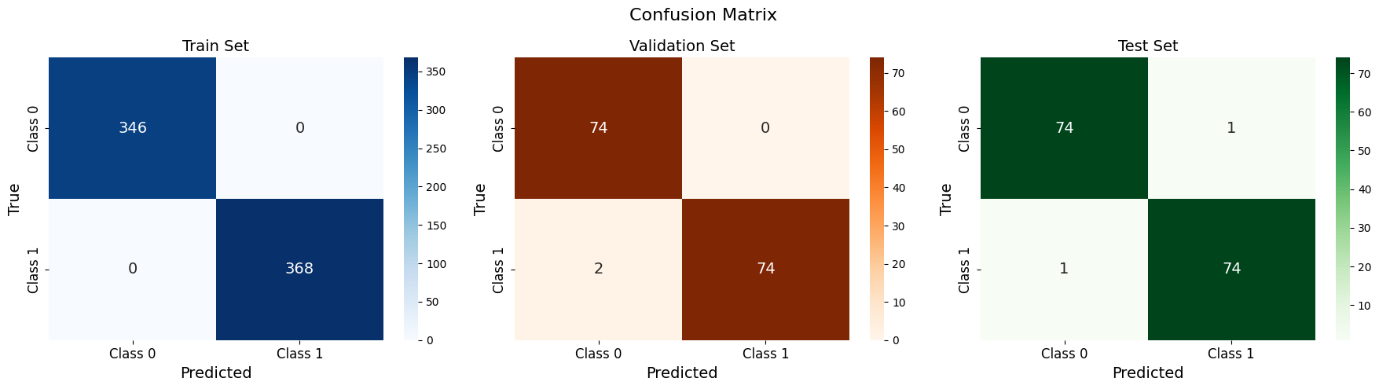 Confusion Matrix
Train Set
Class 0
Class 1
True
346
0
0
368
Class 0
Class 1
Predicted
350
300
250
200
150
100
50
0
Validation Set
Class 0
Class 1
True
74
0
2
74
Class 0
Class 1
Predicted
70
60
50
40
30
20
10
0
Test Set
Class 0
Class 1
True
74
1
1
74
Class 0
Class 1
Predicted
70
60
50
40
30
20
10